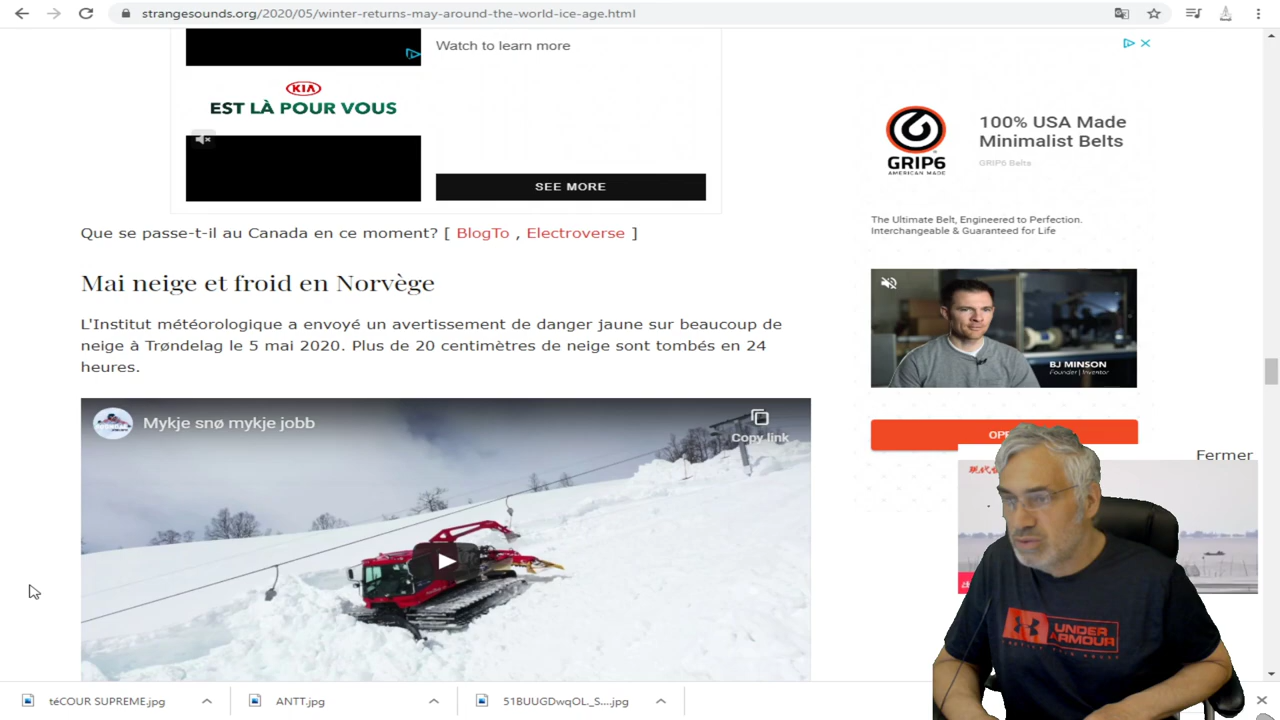 strangesounds.org/2020/05/winter-returns-may-around-the-world-ice-age.html
Watch to learn more
KIA
EST LÀ POUR VOUS
SEE MORE
GRIP6
AMERICAN MADE
100% USA Made
Minimalist Belts
GRIP6 Belts
The Ultimate Belt, Engineered to Perfection.
Interchangeable & Guaranteed for Life
BJ MINSON
Founder | Inventor
Que se passe-t-il au Canada en ce moment? [ BlogTo , Electroverse ]
Mai neige et froid en Norvège
L'Institut météorologique a envoyé un avertissement de danger jaune sur beaucoup de
neige à Trøndelag le 5 mai 2020. Plus de 20 centimètres de neige sont tombés en 24
heures.
Mykje snø mykje jobb
Copy link
OP
Fermer
UNDER
ARMOUR
téCOUR SUPREME.jpg
ANTT.jpg
51BUUGDwqOL._S....jpg